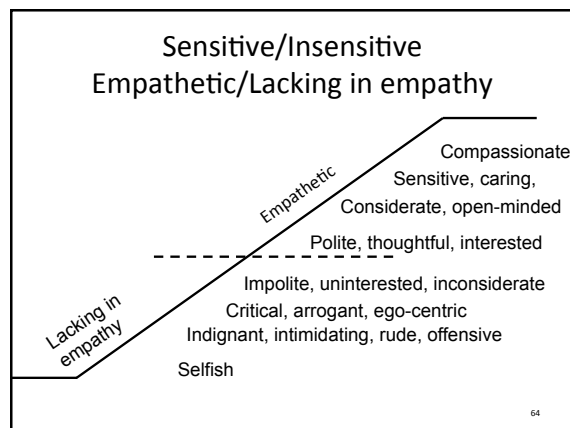 Sensitive/Insensitive
Empathetic/Lacking in empathy
Compassionate
Sensitive, caring,
Empathetic
Considerate, open-minded
Polite, thoughtful, interested
Impolite, uninterested, inconsiderate
Critical, arrogant, ego-centric
Lacking in
empathy
Indignant, intimidating, rude, offensive
Selfish
64